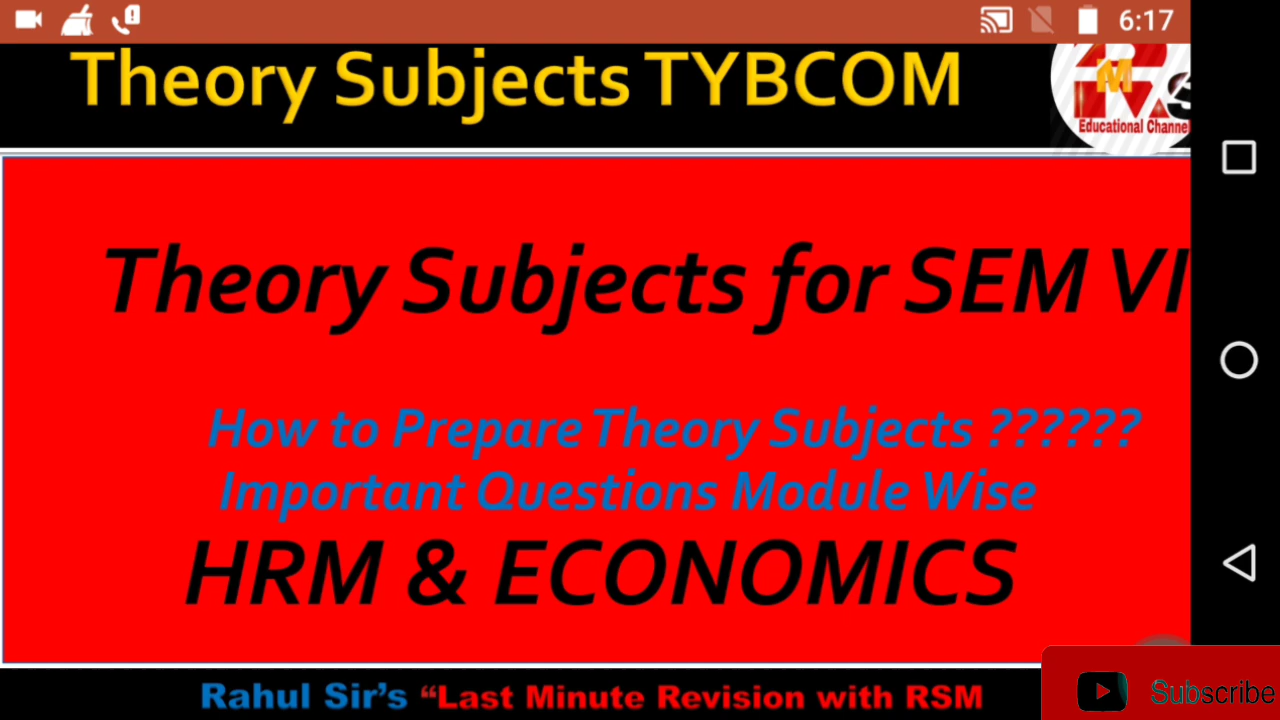 6:17
Theory Subjects TYBCOM
M
Educational Channel
Theory Subjects for SEM VI
How to Prepare Theory Subjects ??????
Important Questions Module Wise
HRM & ECONOMICS
Rahul Sir's "Last Minute Revision with RSM
Subscribe